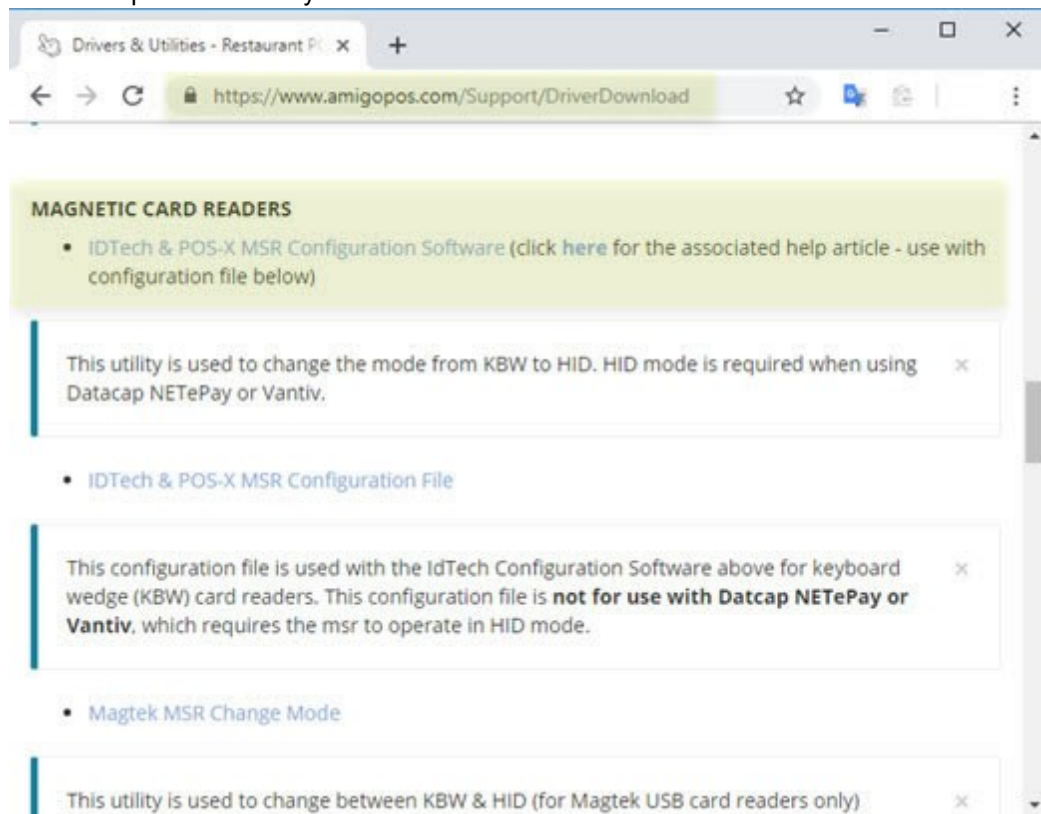 Drivers & Utilities - Restaurant P
https://www.amigopos.com/Support/DriverDownload
MAGNETIC CARD READERS
• IDTech & POS-X MSR Configuration Software (click here for the associated help article - use with
configuration file below)
This utility is used to change the mode from KBW to HID. HID mode is required when using
Datacap NETePay or Vantiv.
• IDTech & POS-X MSR Configuration File
This configuration file is used with the IdTech Configuration Software above for keyboard
wedge (KBW) card readers. This configuration file is not for use with Datcap NETePay or
Vantiv, which requires the msr to operate in HID mode.
• Magtek MSR Change Mode
This utility is used to change between KBW & HID (for Magtek USB card readers only)